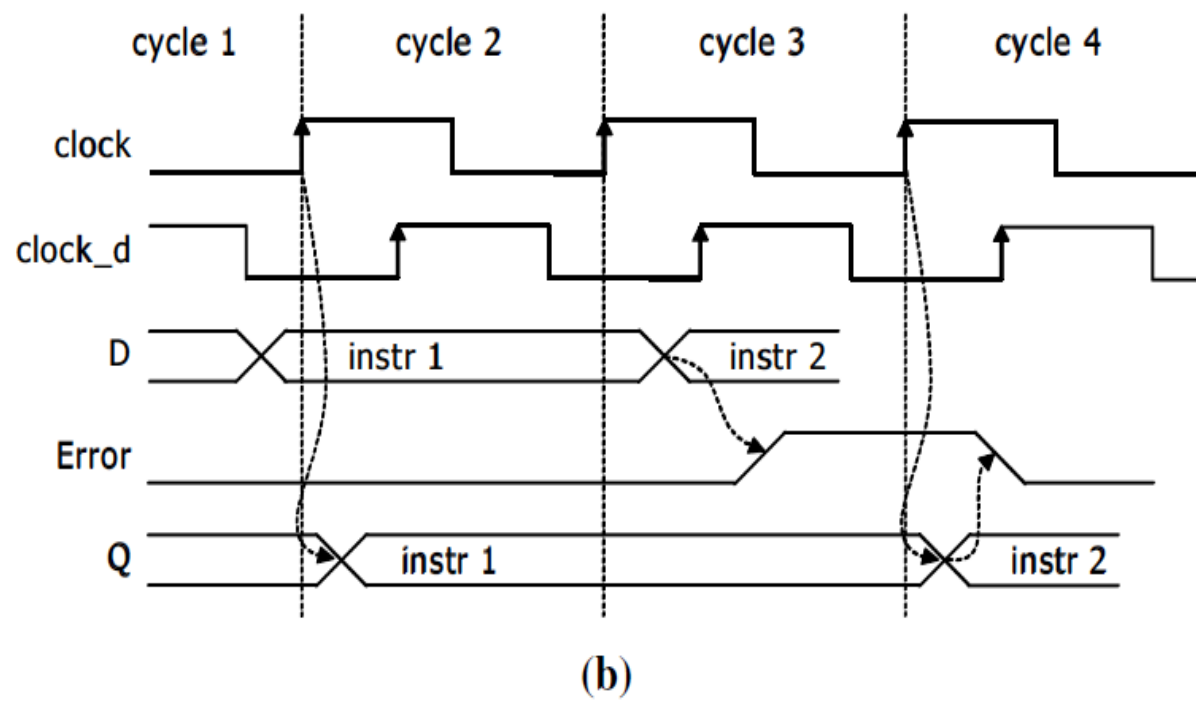 cycle 1 cycle 2 cycle 3 cycle 4
clock
clock_d
D instr 1 instr 2
Error
Q instr 1 instr 2
(b)